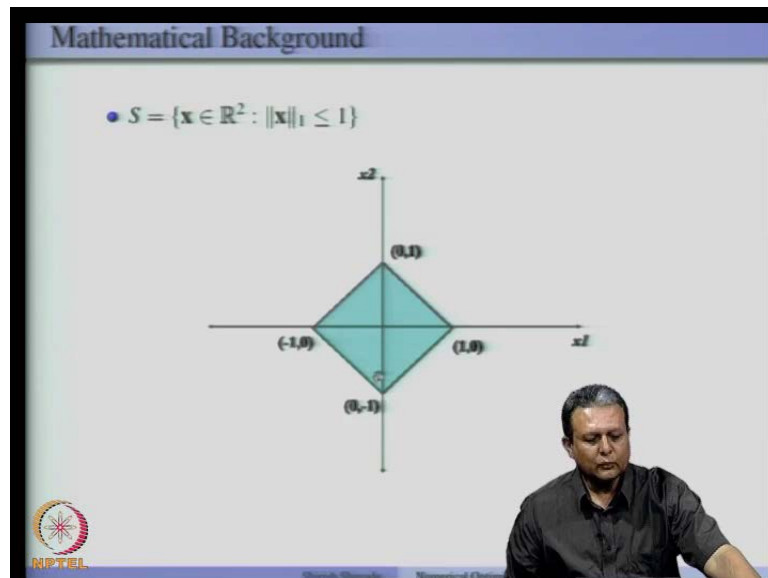 Mathematical Background
• S = {x ∈ ℝ² : ‖x‖₁ ≤ 1}
x2
(0,1)
(-1,0)
(1,0)
x1
(0,-1)
NPTEL